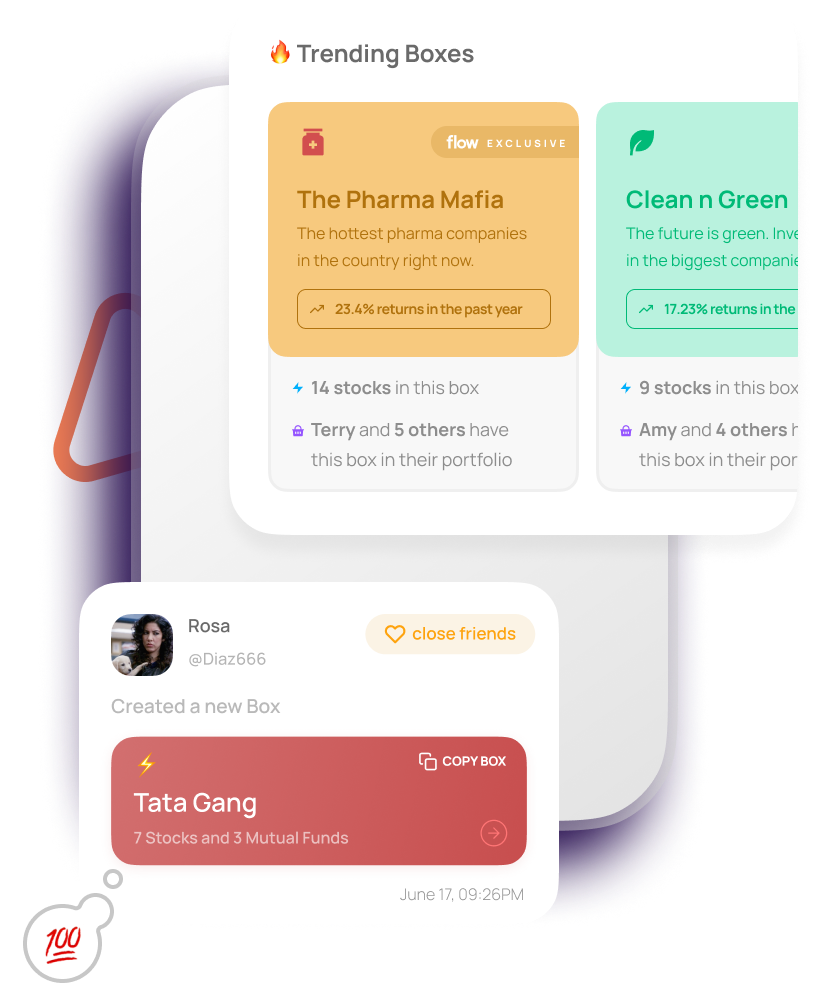 🔥 Trending Boxes
flow EXCLUSIVE
The Pharma Mafia
The hottest pharma companies
in the country right now.
23.4% returns in the past year
14 stocks in this box
Terry and 5 others have
this box in their portfolio
Clean n Green
The future is green.
in the biggest
17.23% returns in the
9 stocks in this box
Amy and 4 others
this box in their
Rosa
@Diaz666
close friends
Created a new Box
⚡
COPY BOX
Tata Gang
7 Stocks and 3 Mutual Funds
June 17, 09:26PM
💯